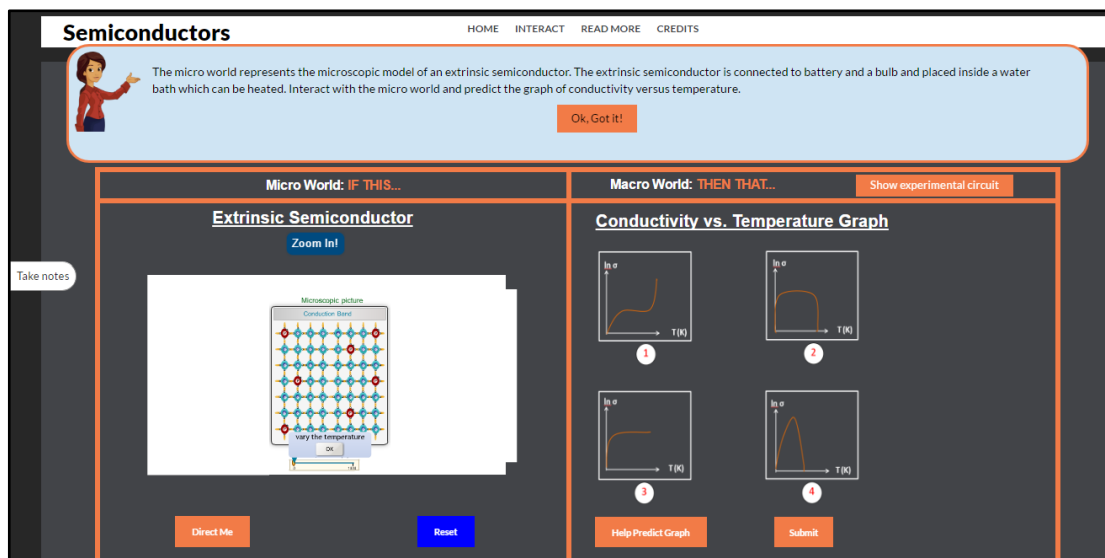 Semiconductors
HOME INTERACT READ MORE CREDITS
The micro world represents the microscopic model of an extrinsic semiconductor. The extrinsic semiconductor is connected to battery and a bulb and placed inside a water
bath which can be heated. Interact with the micro world and predict the graph of conductivity versus temperature.
Ok, Got it!
Micro World: IF THIS...
Macro World: THEN THAT...
Show experimental circuit
Extrinsic Semiconductor
Zoom In!
Conductivity vs. Temperature Graph
Take notes
Microscopic picture
Conduction Band
vary the temperature
OK
ln σ
T(K)
1
ln σ
T(K)
2
ln σ
T(K)
3
ln σ
T(K)
4
Direct Me
Reset
Help Predict Graph
Submit